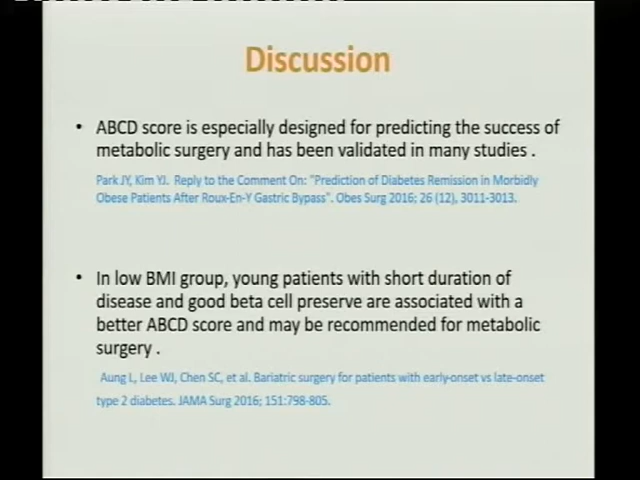 Discussion
• ABCD score is especially designed for predicting the success of
metabolic surgery and has been validated in many studies .
Park JY, Kim YJ. Reply to the Comment On: "Prediction of Diabetes Remission in Morbidly
Obese Patients After Roux-En-Y Gastric Bypass". Obes Surg 2016; 26 (12), 3011-3013.
• In low BMI group, young patients with short duration of
disease and good beta cell preserve are associated with a
better ABCD score and may be recommended for metabolic
surgery .
Aung L, Lee WJ, Chen SC, et al. Bariatric surgery for patients with early-onset vs late-onset
type 2 diabetes. JAMA Surg 2016; 151:798-805.